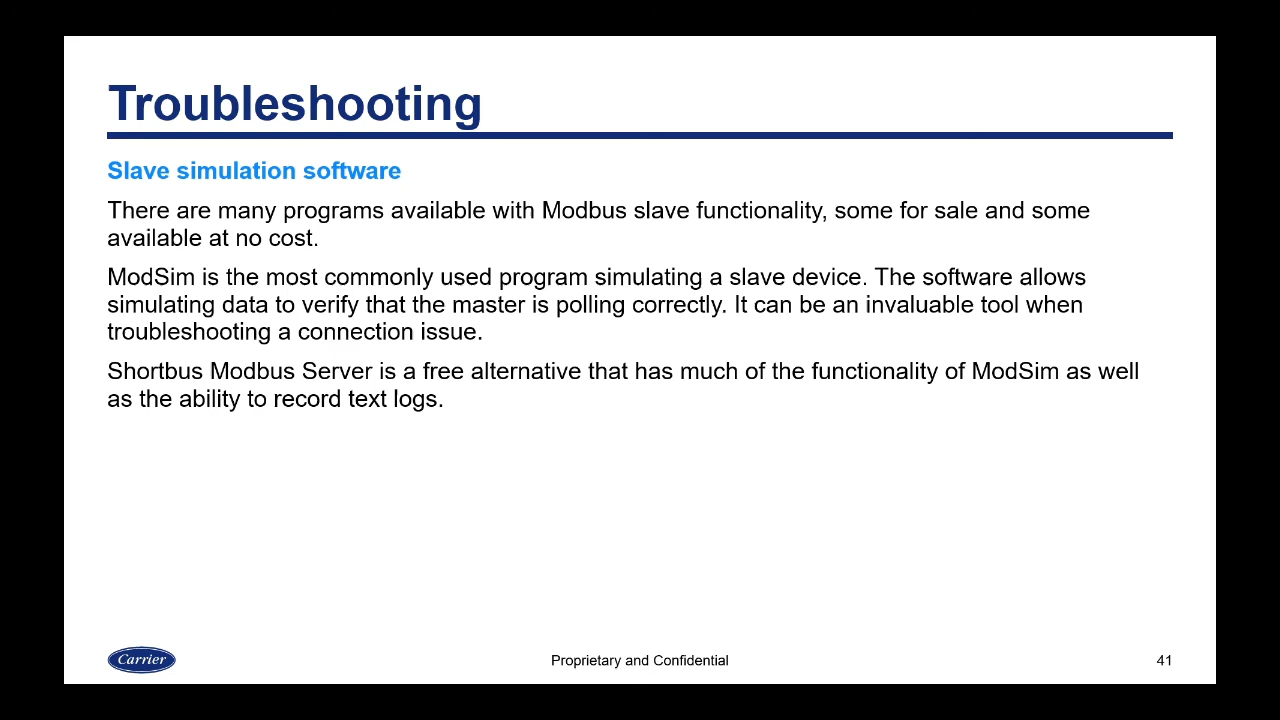 Troubleshooting
Slave simulation software
There are many programs available with Modbus slave functionality, some for sale and some
available at no cost.
ModSim is the most commonly used program simulating a slave device. The software allows
simulating data to verify that the master is polling correctly. It can be an invaluable tool when
troubleshooting a connection issue.
Shortbus Modbus Server is a free alternative that has much of the functionality of ModSim as well
as the ability to record text logs.
Carrier
Proprietary and Confidential
41